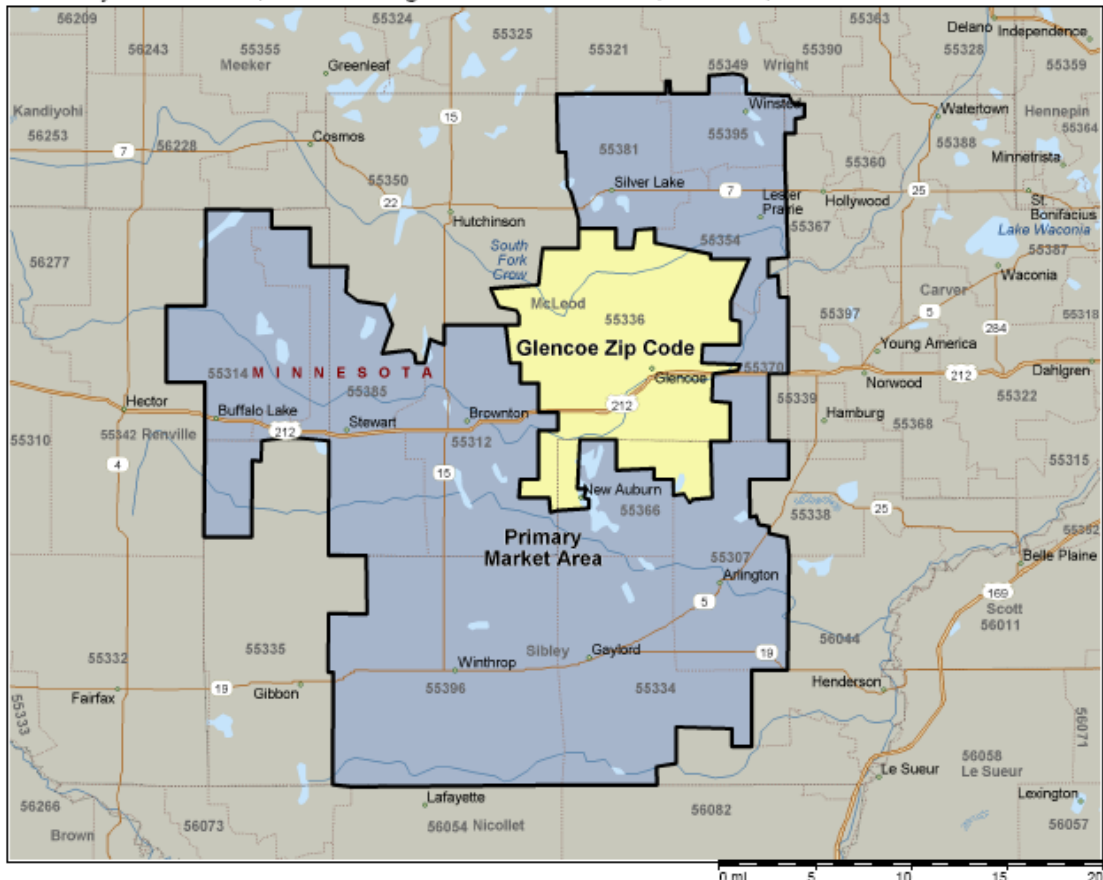 56209
55324
55363
Delano
Independence
56243
55355
55325
55321
55390
55328
Meeker
Greenleaf
55349
Wright
55359
Kandiyohi
56253
15
Winsted
Watertown
Hennepin
55364
7
56228
Cosmos
55395
55381
55388
Minnetrista
55360
55350
Silver Lake
7
Lester
Prairie
Hollywood
25
St.
Bonifacius
22
Hutchinson
55367
Lake Waconia
55387
56277
South
Fork
Crow
55354
Waconia
McLeod
Carver
55336
55397
5
284
55318
Glencoe Zip Code
Young America
55314
MINNESOTA
55385
Glencoe
55370
Norwood
212
Dahlgren
Hector
Buffalo Lake
Stewart
Brownton
212
55339
Hamburg
55322
55310
55342
Renville
212
55312
55368
4
15
55315
New Auburn
55366
55338
25
Primary
Market Area
55352
55307
Belle Plaine
Arlington
169
5
Scott
56011
56044
55332
55335
Winthrop
Sibley
Gaylord
19
Fairfax
19
Gibbon
55396
55334
Henderson
55333
56071
56058
Le Sueur
Le Sueur
56266
Brown
56073
Lafayette
56054
Nicollet
56082
Lexington
56057
0 mi
5
10
15
20